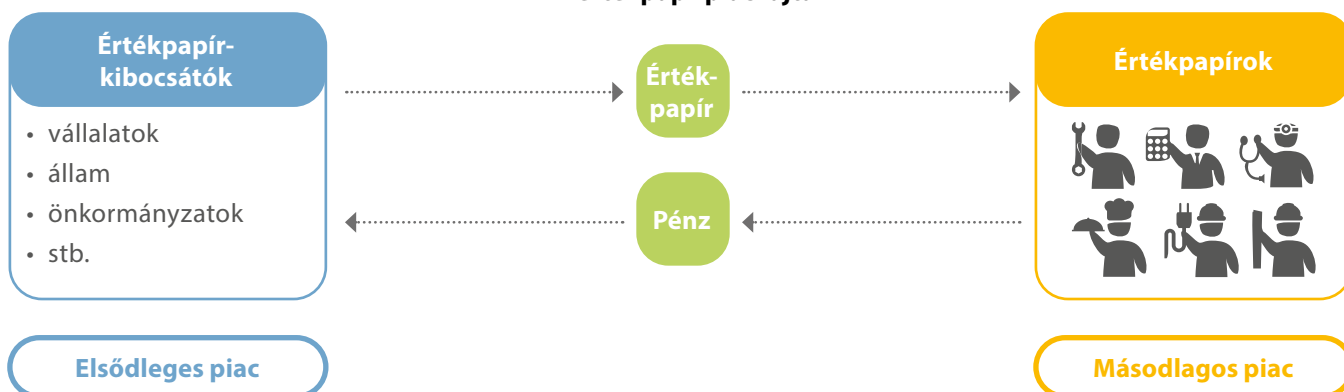 Értékpapír-
kibocsátók
• vállalatok
• állam
• önkormányzatok
• stb.
Érték-
papír
Pénz
Értékpapírok
Elsődleges piac
Másodlagos piac